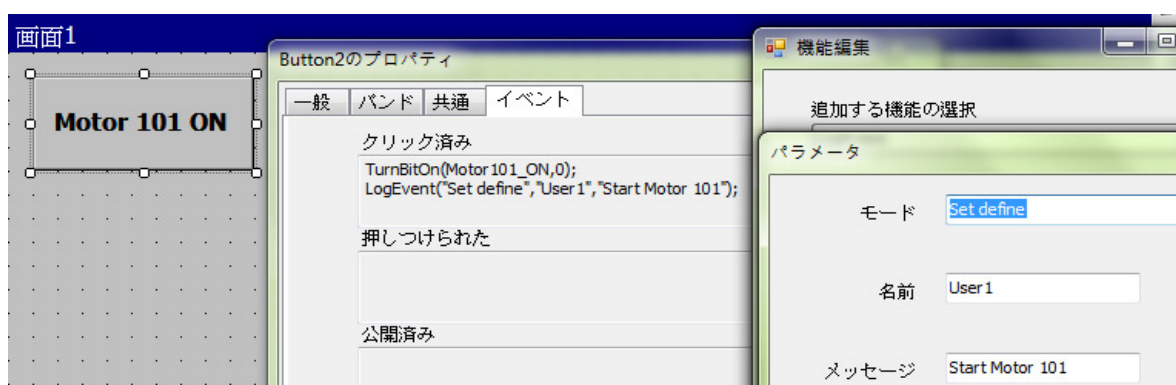 画面1
Motor 101 ON
Button2のプロパティ
一般 バンド 共通 イベント
クリック済み
TurnBitOn(Motor101_ON,0);
LogEvent("Set define","User1","Start Motor 101");
押しつけられた
公開済み
機能編集
追加する機能の選択
パラメータ
モード Set define
名前 User1
メッセージ Start Motor 101